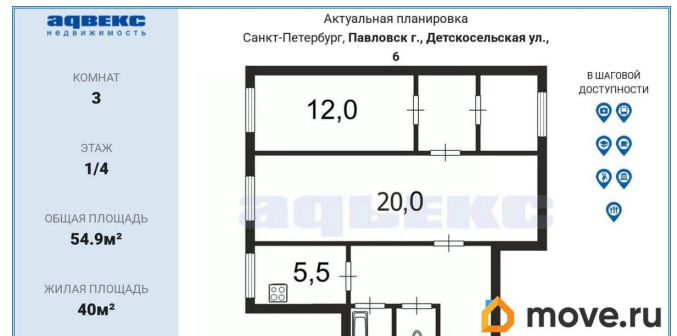 адвекс
НЕДВИЖИМОСТЬ
КОМНАТ
3
ЭТАЖ
1/4
ОБЩАЯ ПЛОЩАДЬ
54.9м²
ЖИЛАЯ ПЛОЩАДЬ
40м²
Актуальная планировка
Санкт-Петербург, Павловск г., Детскосельская ул.,
6
12,0
20,0
адвекс
5,5
В ШАГОВОЙ
ДОСТУПНОСТИ
move.ru